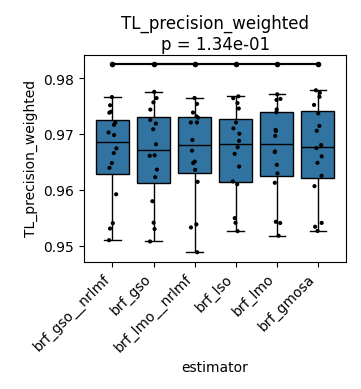 TL_precision_weighted
p = 1.34e-01
TL_precision_weighted
0.98
0.97
0.96
0.95
brf_gso__nrlmf
brf_gso
brf_lmo__nrlmf
brf_lso
brf_lmo
brf_gmosa
estimator